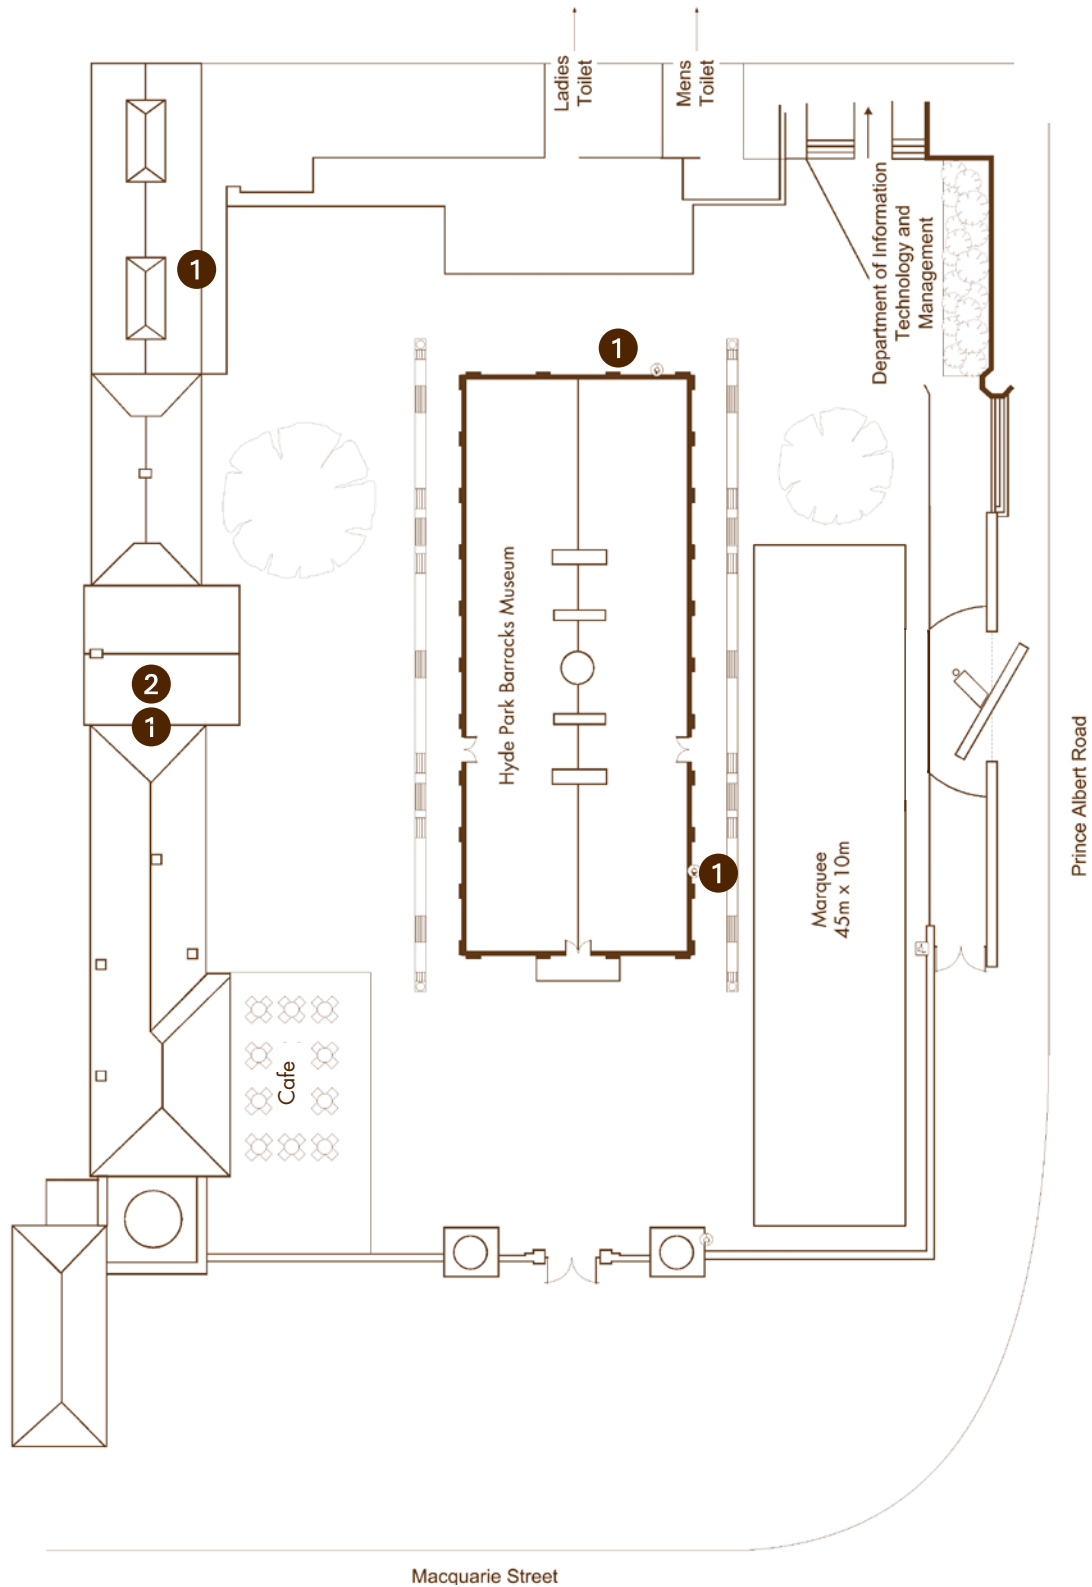 Ladies
Toilet
Mens
Toilet
Department of Information
Technology and
Management
1
1
Hyde Park Barracks Museum
2
1
1
Marquee
45m x 10m
Prince Albert Road
Cafe
Macquarie Street